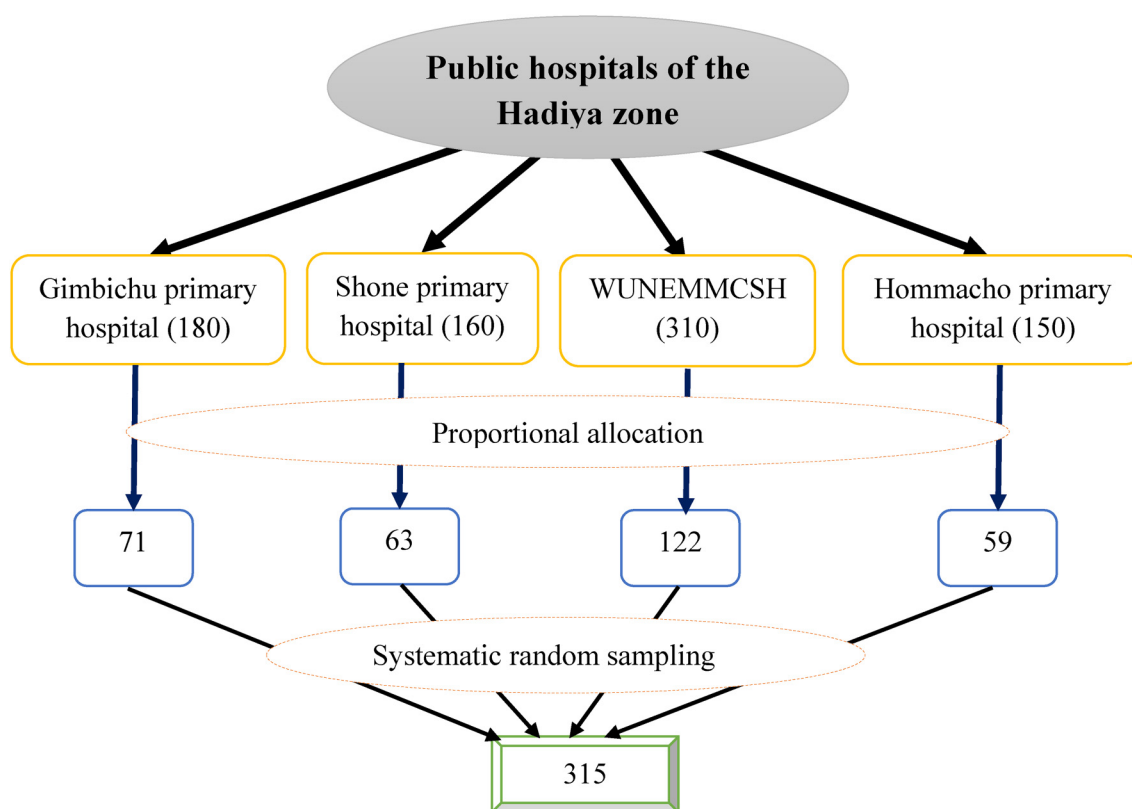 Public hospitals of the
Hadiya zone
Gimbichu primary
hospital (180)
Shone primary
hospital (160)
WUNEMMCSH
(310)
Hommacho primary
hospital (150)
Proportional allocation
71
63
122
59
Systematic random sampling
315